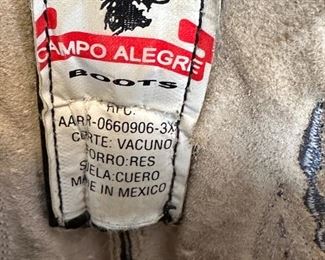 CAMPO ALEGRE
BOOTS
RFC:
AARR-0660906-3X
CORTE: VACUNO
FORRO:RES
SUELA:CUERO
MADE IN MEXICO